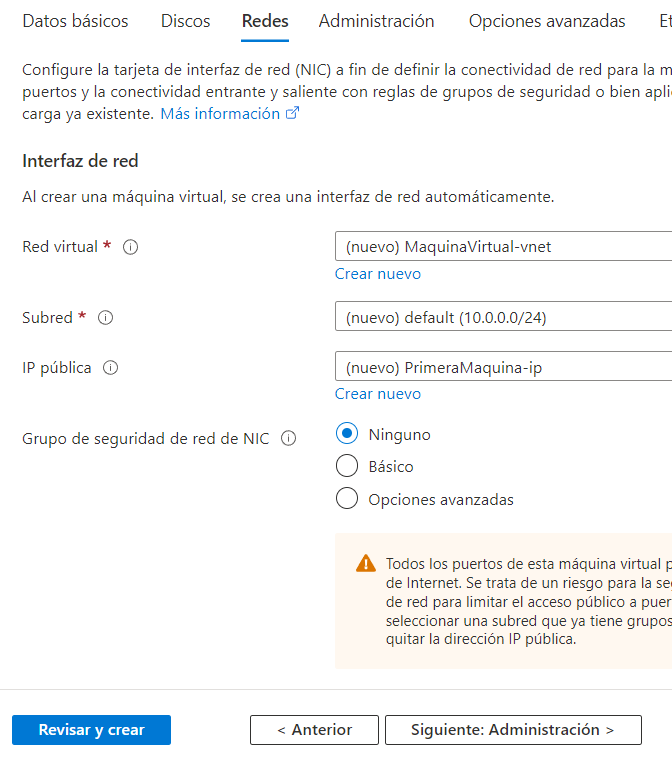 Datos básicos Discos Redes Administración Opciones avanzadas
Configure la tarjeta de interfaz de red (NIC) a fin de definir la conectividad de red para la
puertos y la conectividad entrante y saliente con reglas de grupos de seguridad o bien
carga ya existente. Más información
Interfaz de red
Al crear una máquina virtual, se crea una interfaz de red automáticamente.
Red virtual *
(nuevo) MaquinaVirtual-vnet
Crear nuevo
Subred *
(nuevo) default (10.0.0.0/24)
IP pública
(nuevo) PrimeraMaquina-ip
Crear nuevo
Grupo de seguridad de red de NIC
Ninguno
Básico
Opciones avanzadas
Todos los puertos de esta máquina virtual
de Internet. Se trata de un riesgo para la
de red para limitar el acceso público a
seleccionar una subred que ya tiene grupos
quitar la dirección IP pública.
Revisar y crear < Anterior Siguiente: Administración >